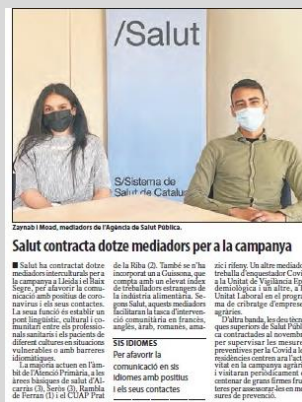 /Salut
S/Sistema de
Salut de Catalu
Zaynab i Moad, mediadors de l'Agència de Salut Pública.
Salut contracta dotze mediadors per a la campanya
■ Salut ha contractat dotze
mediadors interculturals per a
la campanya a Lleida i el Baix
Segre, per afavorir la comu-
nicació amb positius de coro-
navirus i els seus contactes.
La seua funció és establir un
pont lingüístic, cultural i co-
munitari entre els professio-
nals sanitaris i els pacients de
diferent cultures en situacions
vulnerables o amb barreres
idiomàtiques.
La majoria actuen en l'àm-
bit de l'Atenció Primària, a les
àrees bàsiques de salut d'Al-
carràs (3), Seròs (3), Rambla
de Ferran (1) i el CUAP Prat
de la Riba (2). També se n'ha
incorporat un a Guissona, que
compta amb un elevat índex
de treballadors estrangers de
la indústria alimentària. Se-
gons Salut, aquests mediadors
facilitaran la tasca d'interven-
ció comunitària en francès,
anglès, àrab, romanès, ama-
SIS IDIOMES
Per afavorir la
comunicació en sis
idiomes amb positius
i els seus contactes
zic i rifeny. Un altre mediador
treballa d'enquestador Covid
a la Unitat de Vigilància Ep
demiològica i un altre, a l
Unitat Laboral en el progra
ma de cribratge d'empreses
agràries.
D'altra banda, les dues tèc
niques superiors de Salut Públi
ca contractades al novembre
per supervisar les mesures
preventives per la Covid a le
residències centren ara l'acti
vitat en la campanya agràri
i visitaran periòdicament u
centenar de grans firmes fru
teres per assessorar-les en me
sures de prevenció.